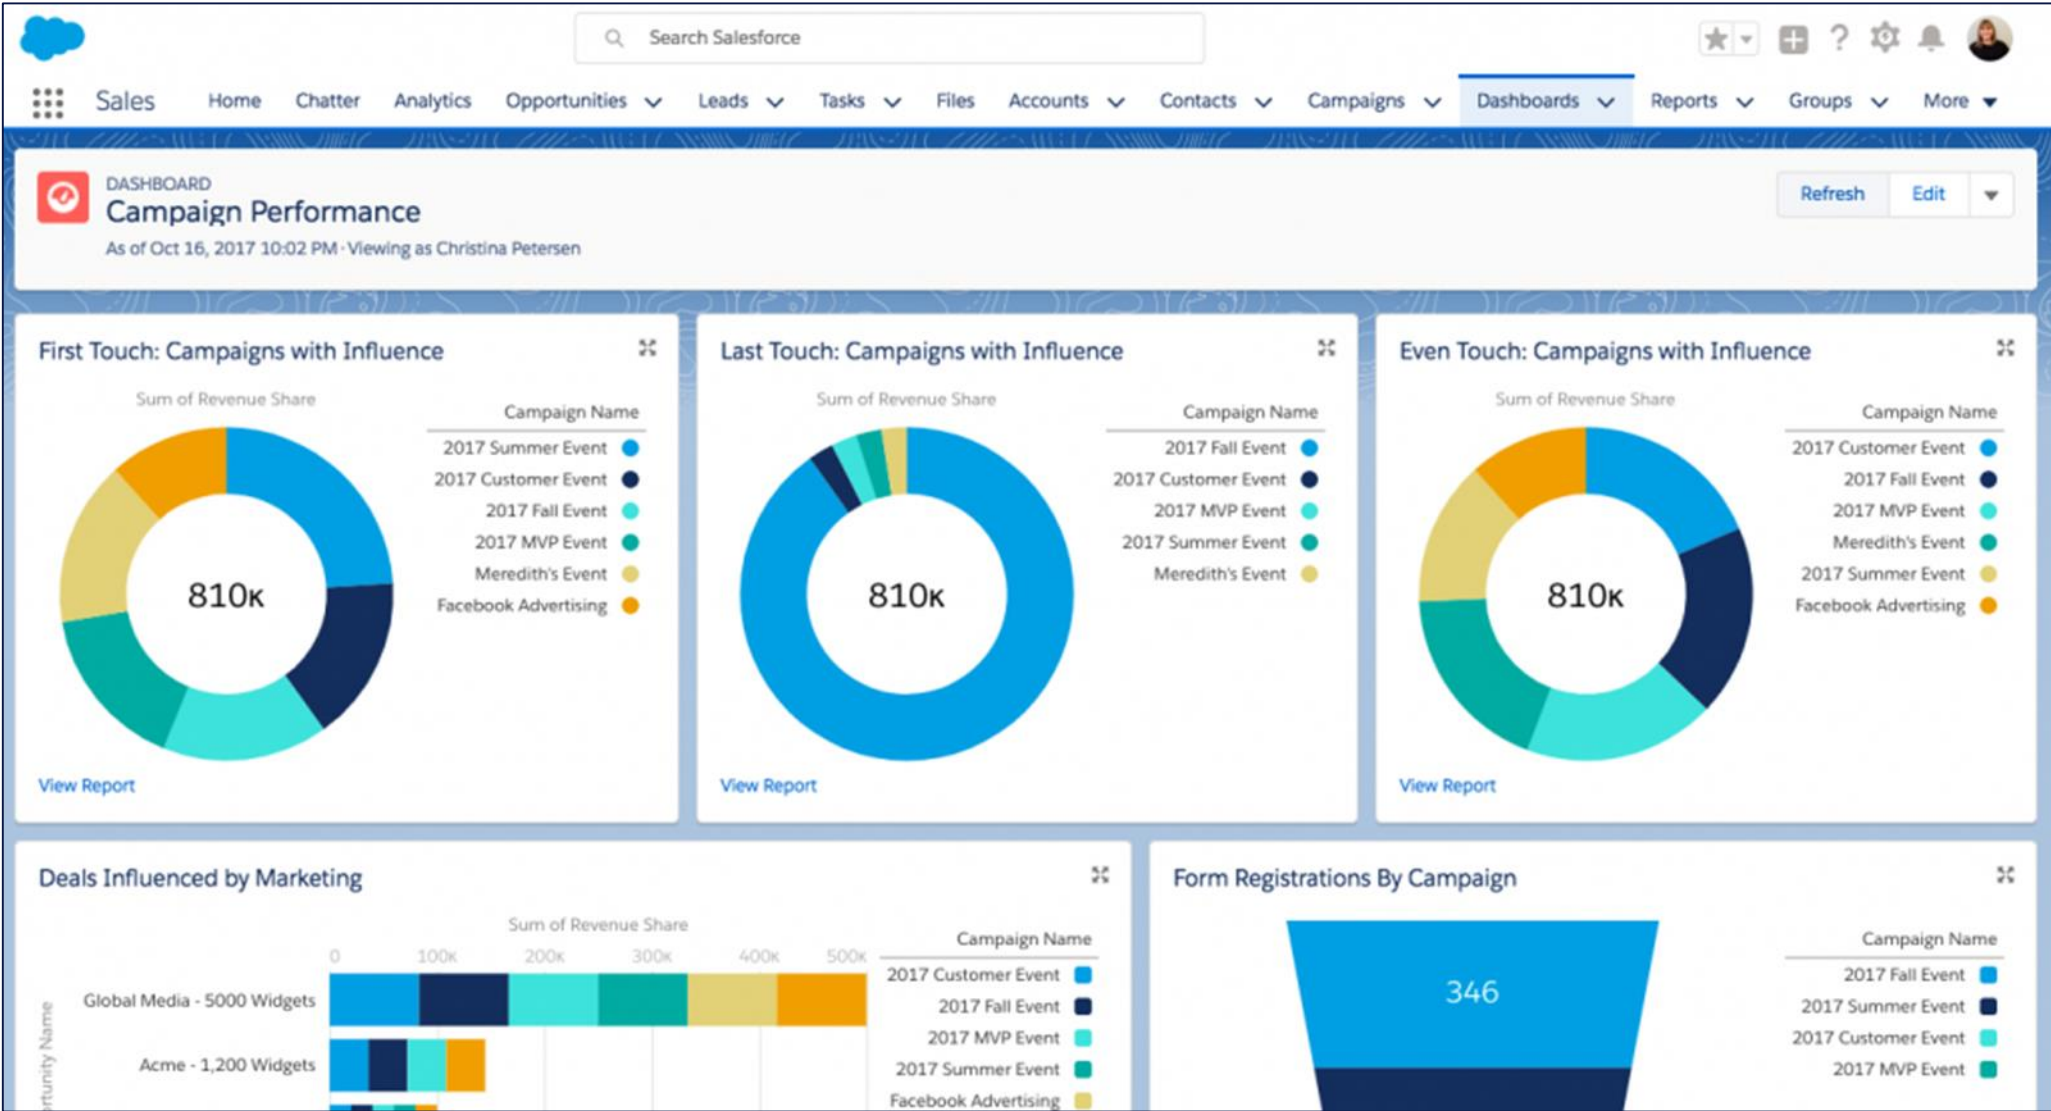 Search Salesforce
Sales Home Chatter Analytics Opportunities Leads Tasks Files Accounts Contacts Campaigns Dashboards Reports Groups More
DASHBOARD
Campaign Performance
As of Oct 16, 2017 10:02 PM · Viewing as Christina Petersen
Refresh Edit
First Touch: Campaigns with Influence
Sum of Revenue Share
Campaign Name
2017 Summer Event
2017 Customer Event
2017 Fall Event
2017 MVP Event
Meredith's Event
Facebook Advertising
810K
View Report
Last Touch: Campaigns with Influence
Sum of Revenue Share
Campaign Name
2017 Fall Event
2017 Customer Event
2017 MVP Event
2017 Summer Event
Meredith's Event
810K
View Report
Even Touch: Campaigns with Influence
Sum of Revenue Share
Campaign Name
2017 Customer Event
2017 Fall Event
2017 MVP Event
Meredith's Event
2017 Summer Event
Facebook Advertising
810K
View Report
Deals Influenced by Marketing
Sum of Revenue Share
0 100K 200K 300K 400K 500K
Global Media - 5000 Widgets
Acme - 1,200 Widgets
Name
Campaign Name
2017 Customer Event
2017 Fall Event
2017 MVP Event
2017 Summer Event
Facebook Advertising
Form Registrations By Campaign
346
Campaign Name
2017 Fall Event
2017 Summer Event
2017 Customer Event
2017 MVP Event